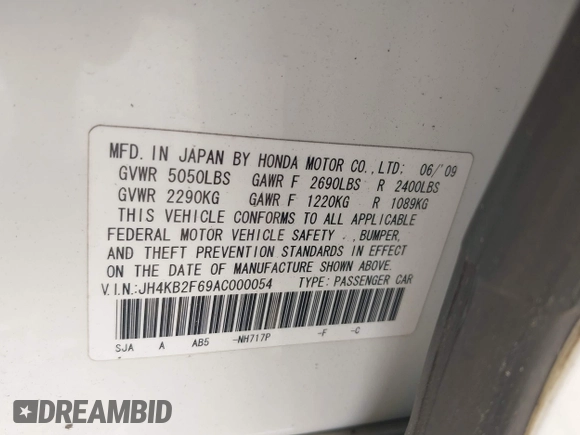 MFD. IN JAPAN BY HONDA MOTOR CO.,LTD: 06/'09
GVWR 5050LBS GAWR F 2690LBS R 2400LBS
GVWR 2290KG GAWR F 1220KG R 1089KG
THIS VEHICLE CONFORMS TO ALL APPLICABLE
FEDERAL MOTOR VEHICLE SAFETY , ,BUMPER,
AND THEFT PREVENTION STANDARDS IN EFFECT
ON THE DATE OF MANUFACTURE SHOWN ABOVE.
V.I.N.:JH4KB2F69AC000054 TYPE: PASSENGER CAR
SJA A AB5 -NH717P -F -C
DREAMBID